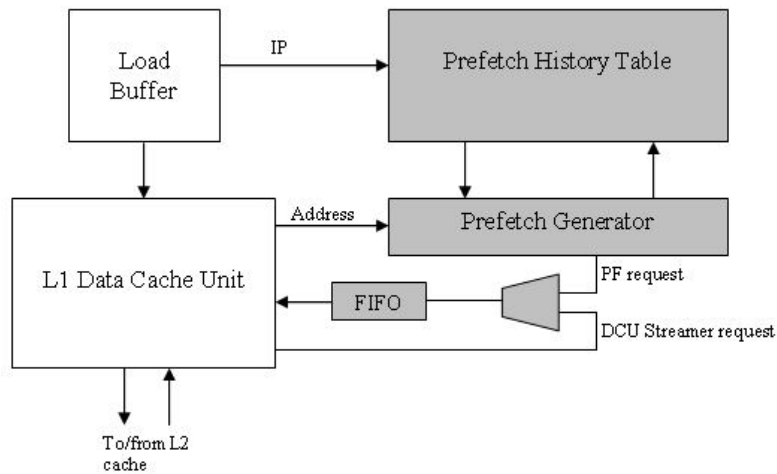 Load
Buffer
IP
Prefetch History Table
Address
Prefetch Generator
L1 Data Cache Unit
PF request
FIFO
DCU Streamer request
To/from L2
cache